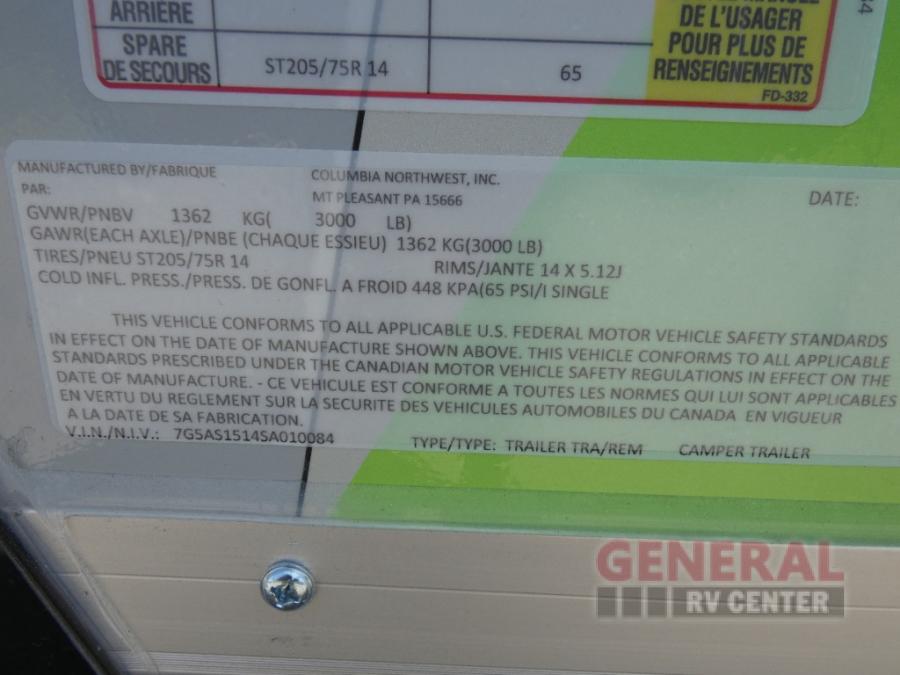 ARRIÈRE
DE L'USAGER
SPARE
DE SECOURS
ST205/75R 14
65
POUR PLUS DE
RENSEIGNEMENTS
FD-332
MANUFACTURED BY/FABRIQUE
PAR:
COLUMBIA NORTHWEST, INC.
MT PLEASANT PA 15666
DATE:
GVWR/PNBV 1362 KG( 3000 LB)
GAWR(EACH AXLE)/PNBE (CHAQUE ESSIEU) 1362 KG(3000 LB)
TIRES/PNEU ST205/75R 14 RIMS/JANTE 14 X 5.12J
COLD INFL. PRESS./PRESS. DE GONFL. A FROID 448 KPA(65 PSI/I SINGLE
THIS VEHICLE CONFORMS TO ALL APPLICABLE U.S. FEDERAL MOTOR VEHICLE SAFETY STANDARDS
IN EFFECT ON THE DATE OF MANUFACTURE SHOWN ABOVE. THIS VEHICLE CONFORMS TO ALL APPLICABLE
STANDARDS PRESCRIBED UNDER THE CANADIAN MOTOR VEHICLE SAFETY REGULATIONS IN EFFECT ON THE
DATE OF MANUFACTURE. - CE VEHICULE EST CONFORME A TOUTES LES NORMES QUI LUI SONT APPLICABLES
EN VERTU DU REGLEMENT SUR LA SECURITE DES VEHICULES AUTOMOBILES DU CANADA EN VIGUEUR
A LA DATE DE SA FABRICATION.
V.I.N./N.I.V.: 7G5AS1514SA010084 TYPE/TYPE: TRAILER TRA/REM CAMPER TRAILER
GENERAL
RV CENTER